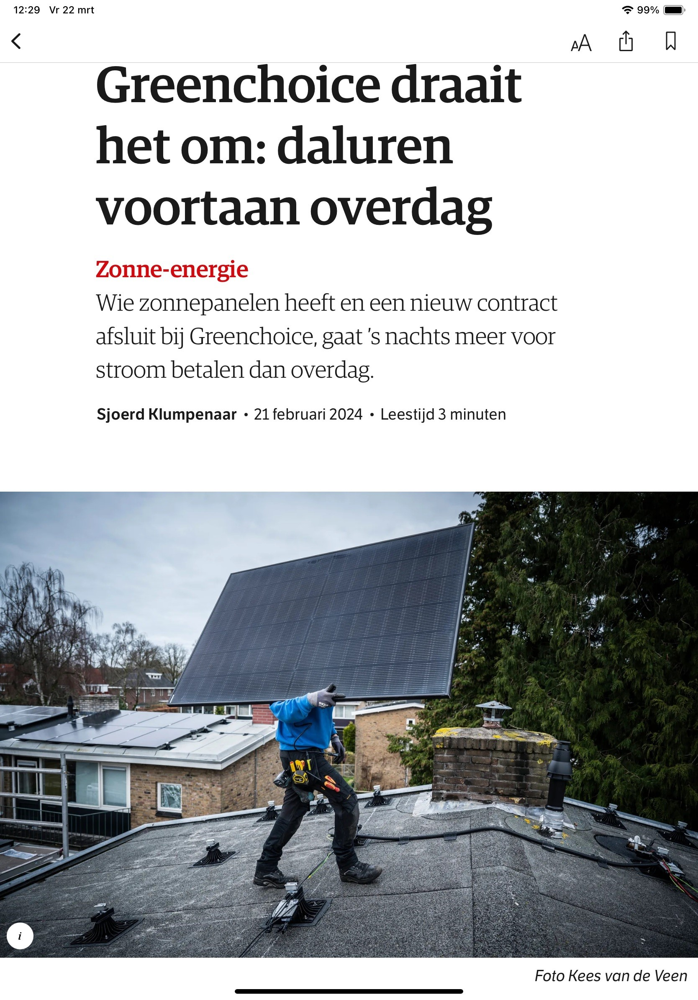 12:29 Vr 22 mrt
99%
AA
Greenchoice draait
het om: daluren
voortaan overdag
Zonne-energie
Wie zonnepanelen heeft en een nieuw contract
afsluit bij Greenchoice, gaat ’s nachts meer voor
stroom betalen dan overdag.
Sjoerd Klumpenaar • 21 februari 2024 • Leestijd 3 minuten
i
Foto Kees van de Veen